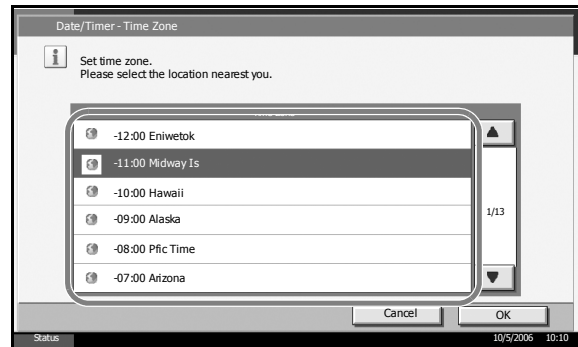 Date/Timer - Time Zone
Set time zone.
Please select the location nearest you.
-12:00 Eniwetok
-11:00 Midway Is
-10:00 Hawaii
-09:00 Alaska
1/13
-08:00 Pfic Time
-07:00 Arizona
Cancel
OK
Status
10/5/2006 10:10